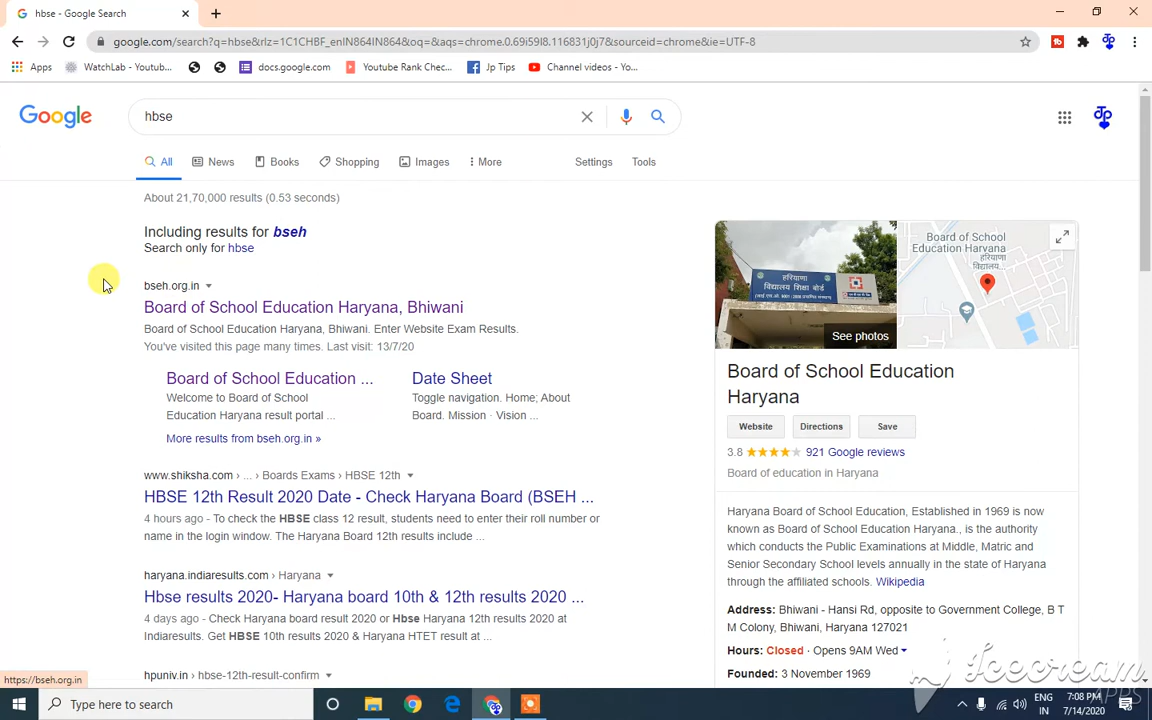 hbse - Google Search
google.com/search?q=hbse&rlz=1C1CHBF_enIN864IN864&oq=&aqs=chrome.0.69i59l8.116831j0j7&sourceid=chrome&ie=UTF-8
Apps WatchLab - Youtub... docs.google.com Youtube Rank Chec... Jp Tips Channel videos - Yo...
Google
hbse
All News Books Shopping Images More Settings Tools
About 21,70,000 results (0.53 seconds)
Including results for bseh
Search only for hbse
bseh.org.in
Board of School Education Haryana, Bhiwani
Board of School Education Haryana, Bhiwani. Enter Website Exam Results.
You've visited this page many times. Last visit: 13/7/20
Board of School Education ...
Welcome to Board of School
Education Haryana result portal ...
Date Sheet
Toggle navigation. Home; About
Board. Mission · Vision ...
More results from bseh.org.in »
www.shiksha.com › ... › Boards Exams › HBSE 12th
HBSE 12th Result 2020 Date - Check Haryana Board (BSEH ...
4 hours ago - To check the HBSE class 12 result, students need to enter their roll number or
name in the login window. The Haryana Board 12th results include ...
haryana.indiaresults.com › Haryana
Hbse results 2020- Haryana board 10th & 12th results 2020 ...
4 days ago - Check Haryana board result 2020 or Hbse Haryana 12th results 2020 at
Indiaresults. Get HBSE 10th results 2020 & Haryana HTET result at ...
hpuniv.in › hbse-12th-result-confirm
https://bseh.org.in
हरियाणा
विद्यालय शिक्षा बोर्ड
See photos
Board of School
Education Haryana
हरियाणा
विद्यालय...
Board of School Education
Haryana
Website Directions Save
3.8 921 Google reviews
Board of education in Haryana
Haryana Board of School Education, Established in 1969 is now
known as Board of School Education Haryana., is the authority
which conducts the Public Examinations at Middle, Matric and
Senior Secondary School levels annually in the state of Haryana
through the affiliated schools. Wikipedia
Address: Bhiwani - Hansi Rd, opposite to Government College, B T
M Colony, Bhiwani, Haryana 127021
Hours: Closed · Opens 9AM Wed
Founded: 3 November 1969
Icecream
APPS
Type here to search
ENG
IN
7:08 PM
7/14/2020